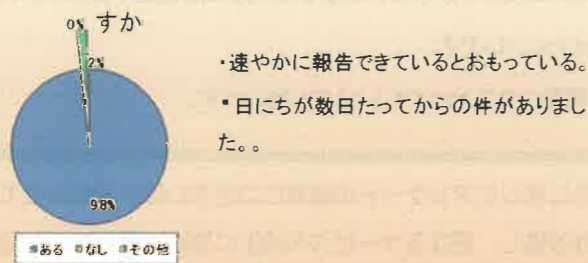 すか
0%
2%
98%
■ある ■なし ■その他
・速やかに報告できているとおもっている。
・日にちが数日たってからの件がありまし
た。。